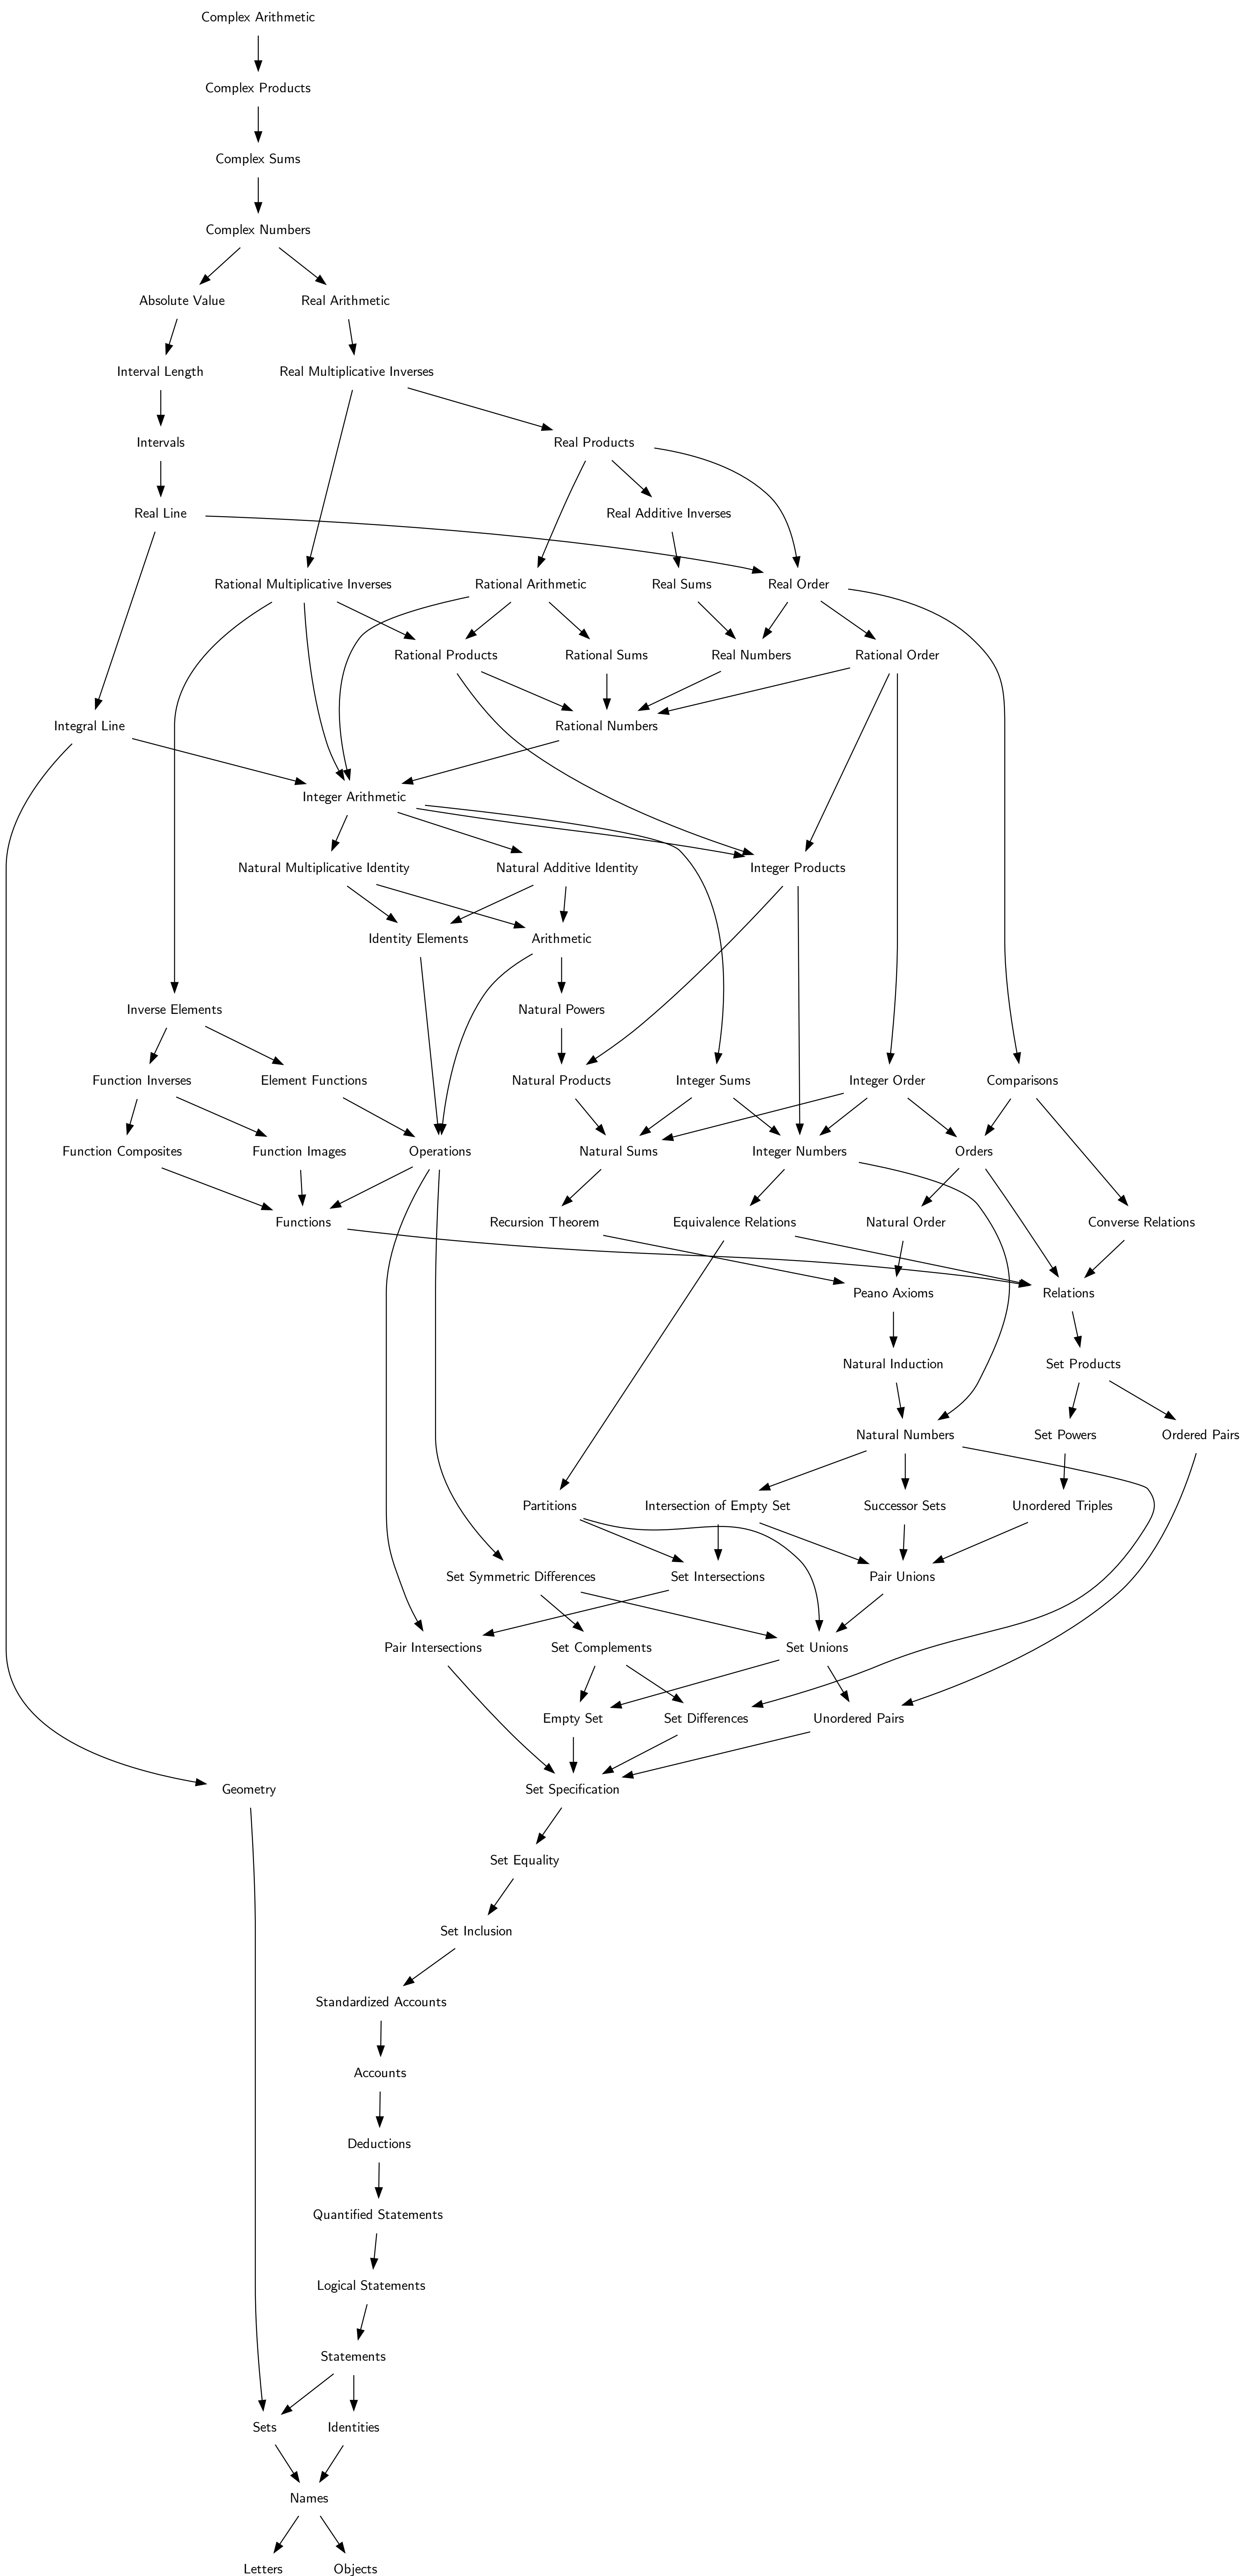 Complex Arithmetic
Complex Products
Complex Sums
Complex Numbers
Absolute Value
Real Arithmetic
Interval Length
Real Multiplicative Inverses
Intervals
Real Products
Real Line
Real Additive Inverses
Rational Multiplicative Inverses
Rational Arithmetic
Real Sums
Real Order
Rational Products
Rational Sums
Real Numbers
Rational Order
Integral Line
Rational Numbers
Integer Arithmetic
Natural Multiplicative Identity
Natural Additive Identity
Integer Products
Identity Elements
Arithmetic
Inverse Elements
Natural Powers
Function Inverses
Element Functions
Natural Products
Integer Sums
Integer Order
Comparisons
Function Composites
Function Images
Operations
Natural Sums
Integer Numbers
Orders
Functions
Recursion Theorem
Equivalence Relations
Natural Order
Converse Relations
Peano Axioms
Relations
Natural Induction
Set Products
Natural Numbers
Set Powers
Ordered Pairs
Partitions
Intersection of Empty Set
Successor Sets
Unordered Triples
Set Symmetric Differences
Set Intersections
Pair Unions
Pair Intersections
Set Complements
Set Unions
Empty Set
Set Differences
Unordered Pairs
Geometry
Set Specification
Set Equality
Set Inclusion
Standardized Accounts
Accounts
Deductions
Quantified Statements
Logical Statements
Statements
Sets
Identities
Names
Letters
Objects